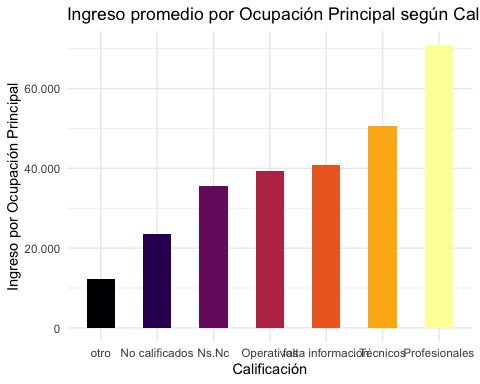 Ingreso promedio por Ocupación Principal según Cal
Ingreso por Ocupación Principal
60.000
40.000
20.000
0
otro No calificados Ns.Nc Operativos falta informacion Técnicos Profesionales
Calificación